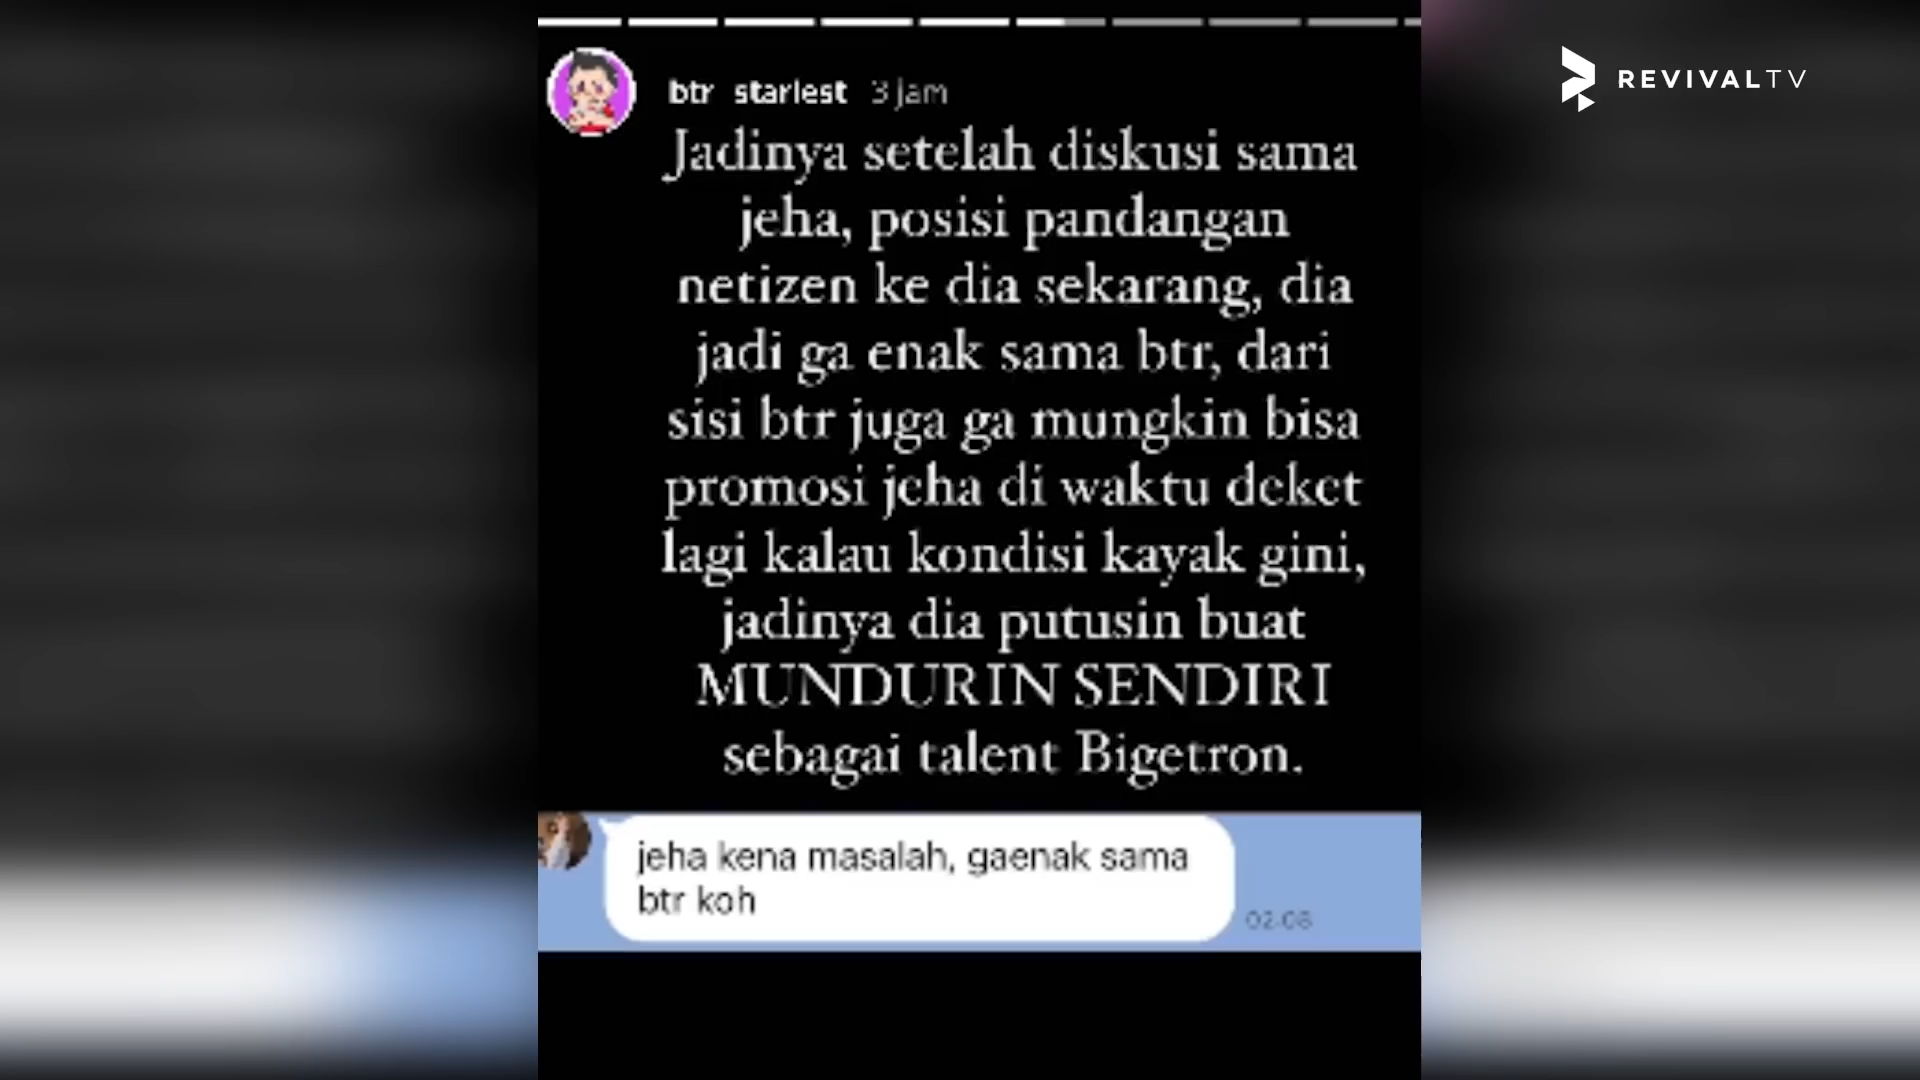 REVIVALTV
btr_starlest 3 jam
Jadinya setelah diskusi sama
jeha, posisi pandangan
netizen ke dia sekarang, dia
jadi ga enak sama btr, dari
sisi btr juga ga mungkin bisa
promosi jeha di waktu deket
lagi kalau kondisi kayak gini,
jadinya dia putusin buat
MUNDURIN SENDIRI
sebagai talent Bigetron.
jeha kena masalah, gaenak sama
btr koh
02.08